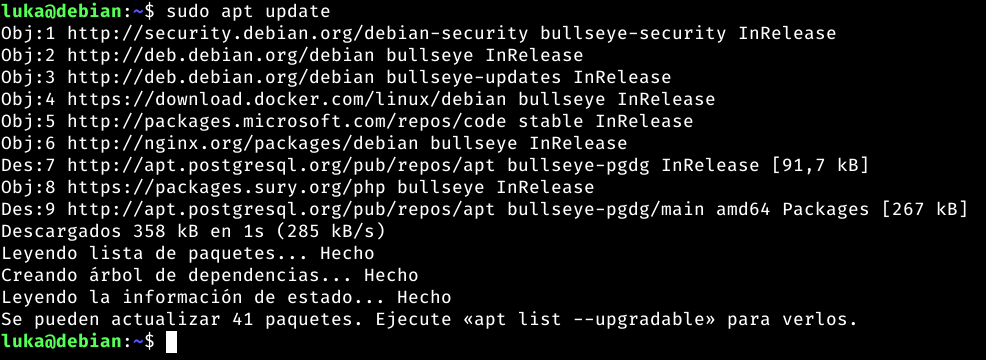 luka@debian:~$ sudo apt update
Obj:1 http://security.debian.org/debian-security bullseye-security InRelease
Obj:2 http://deb.debian.org/debian bullseye InRelease
Obj:3 http://deb.debian.org/debian bullseye-updates InRelease
Obj:4 https://download.docker.com/linux/debian bullseye InRelease
Obj:5 http://packages.microsoft.com/repos/code stable InRelease
Obj:6 http://nginx.org/packages/debian bullseye InRelease
Des:7 http://apt.postgresql.org/pub/repos/apt bullseye-pgdg InRelease [91,7 kB]
Obj:8 https://packages.sury.org/php bullseye InRelease
Des:9 http://apt.postgresql.org/pub/repos/apt bullseye-pgdg/main amd64 Packages [267 kB]
Descargados 358 kB en 1s (285 kB/s)
Leyendo lista de paquetes... Hecho
Creando árbol de dependencias... Hecho
Leyendo la información de estado... Hecho
Se pueden actualizar 41 paquetes. Ejecute «apt list --upgradable» para verlos.
luka@debian:~$